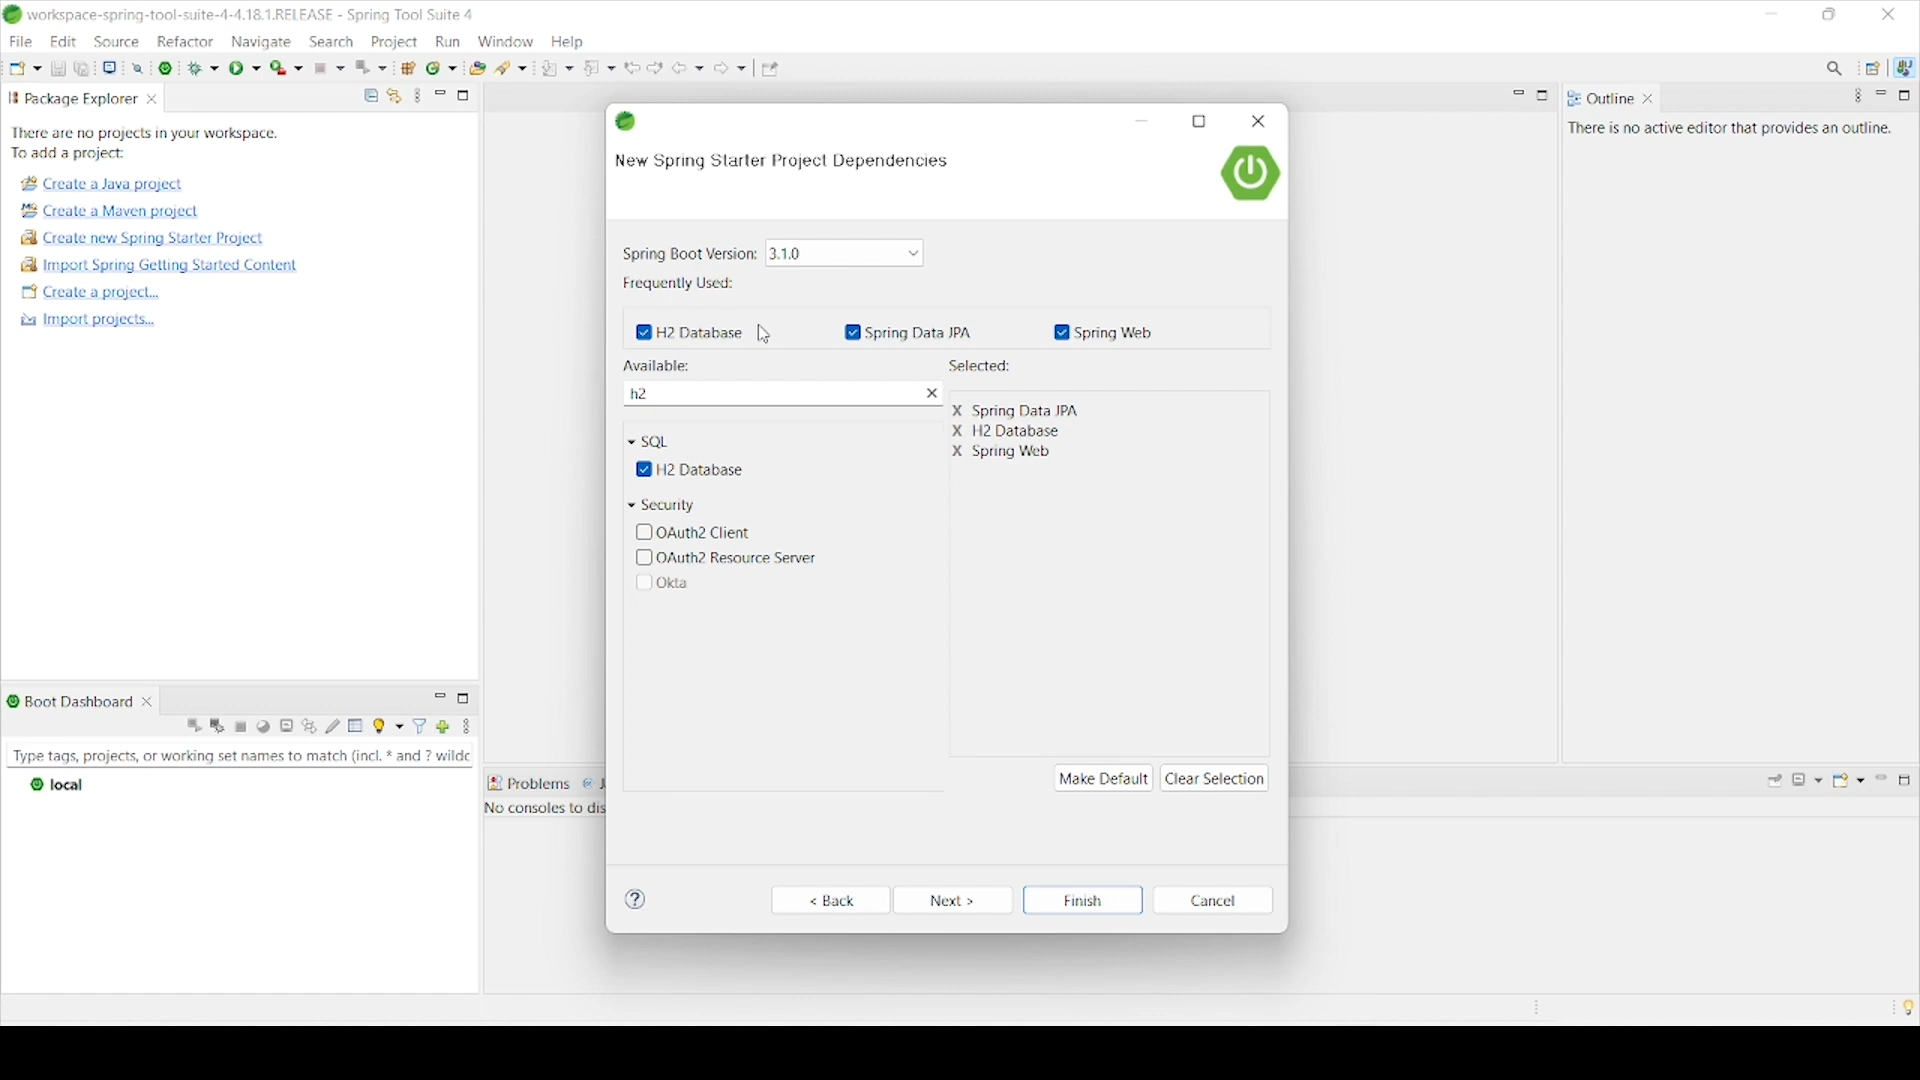 workspace-spring-tool-suite-4-4.18.1.RELEASE - Spring Tool Suite 4
File Edit Source Refactor Navigate Search Project Run Window Help
Package Explorer
There are no projects in your workspace.
To add a project:
Create a Java project
Create a Maven project
Create new Spring Starter Project
Import Spring Getting Started Content
Create a project...
Import projects...
Outline
There is no active editor that provides an outline.
New Spring Starter Project Dependencies
Spring Boot Version: 3.1.0
Frequently Used:
H2 Database Spring Data JPA Spring Web
Available:
h2
SQL
H2 Database
Security
OAuth2 Client
OAuth2 Resource Server
Okta
Selected:
X Spring Data JPA
X H2 Database
X Spring Web
Make Default Clear Selection
< Back Next > Finish Cancel
Boot Dashboard
Type tags, projects, or working set names to match (incl. * and ? wildc
local
Problems
No consoles to dis